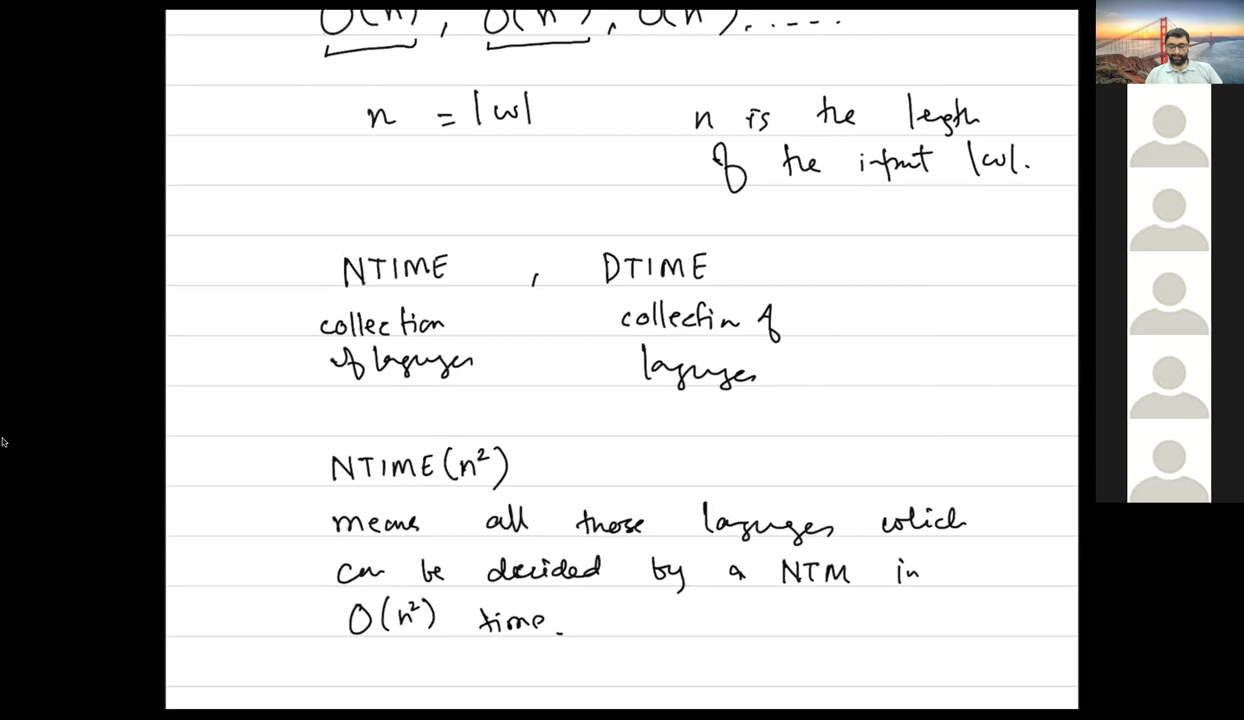 O(n), O(n ), O(n ).....
n = |w| n is the length
of the input |w|.
NTIME , DTIME
collection collection of
of languages languages
NTIME(n²)
means all those languages which
can be decided by a NTM in
O(n²) time.